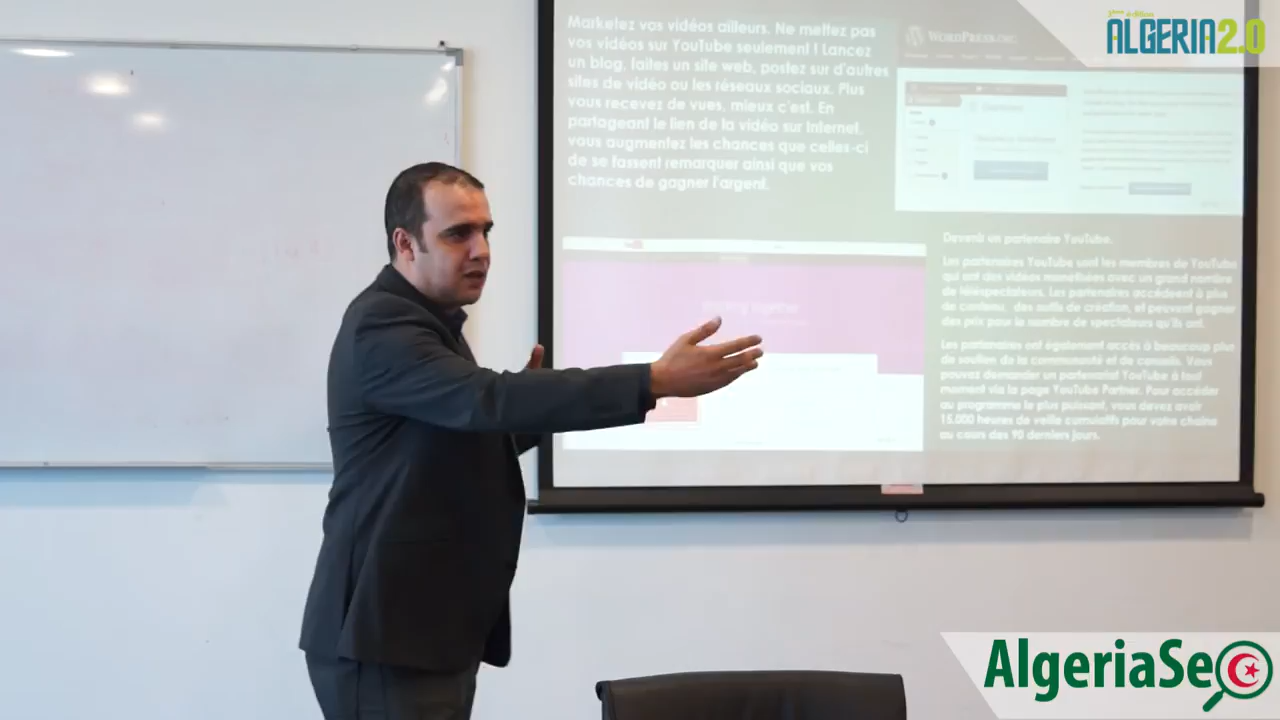 Marketez vos vidéos ailleurs. Ne mettez pas
vos vidéos sur YouTube seulement ! Lancez
un blog, faites un site web, postez sur d'autres
sites de vidéo ou les réseaux sociaux. Plus
vous recevez de vues, mieux c'est. En
partageant le lien de la vidéo sur Internet,
vous augmentez les chances que celles-ci
de se fassent remarquer ainsi que vos
chances de gagner l'argent.
WORDPRESS.ORG
Devenir un partenaire YouTube.
Les partenaires YouTube sont les membres de YouTube
qui ont des vidéos monétisées avec un grand nombre
de téléspectateurs. Les partenaires accèdent à plus
de contenu, des outils de création, et peuvent gagner
des prix pour le nombre de spectateurs qu'ils ont.
Les partenaires ont également accès à beaucoup plus
de soutien de la communauté et de conseils. Vous
pouvez demander un partenariat YouTube à tout
moment via la page YouTube Partner. Pour accéder
au programme le plus puissant, vous devez avoir
15.000 heures de veille cumulatifs pour votre chaîne
au cours des 90 derniers jours.
édition
ALGERIA2.0
AlgeriaSeo